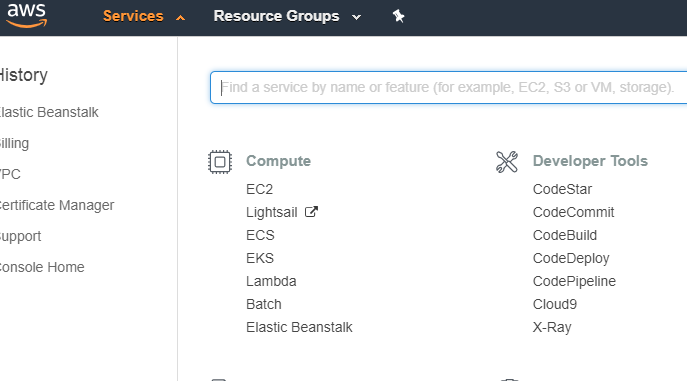 aws
Services
Resource Groups
History
lastic Beanstalk
illing
PC
ertificate Manager
upport
onsole Home
Find a service by name or feature (for example, EC2, S3 or VM, storage).
Compute
EC2
Lightsail
ECS
EKS
Lambda
Batch
Elastic Beanstalk
Developer Tools
CodeStar
CodeCommit
CodeBuild
CodeDeploy
CodePipeline
Cloud9
X-Ray